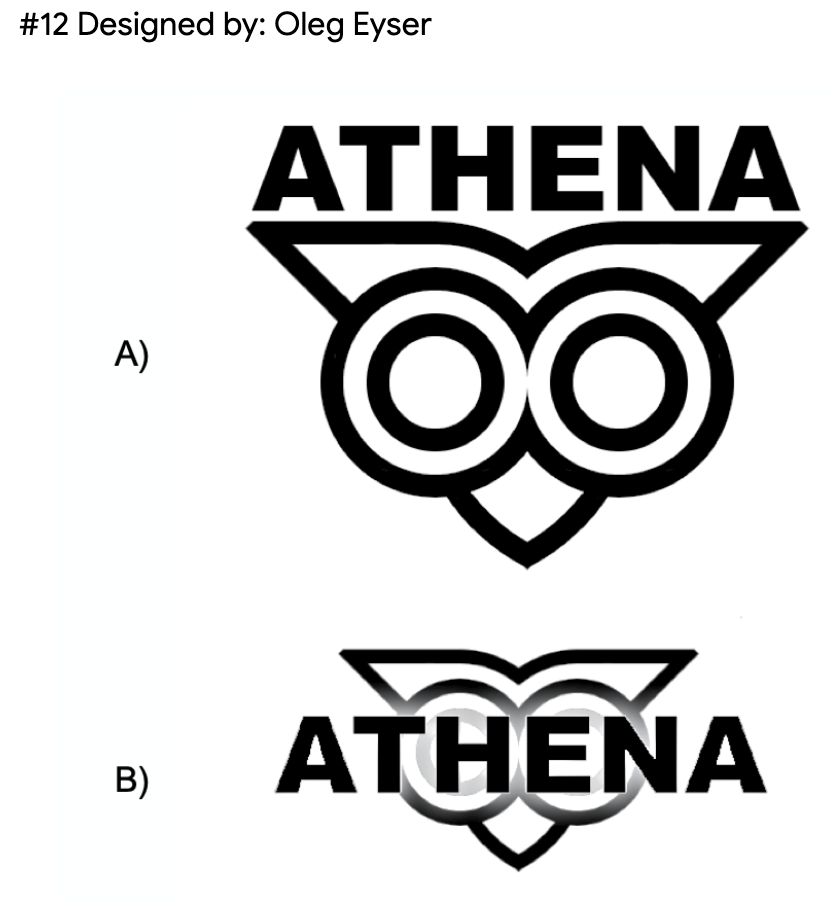 #12 Designed by: Oleg Eyser
ATHENA
A)
ATHENA
B)